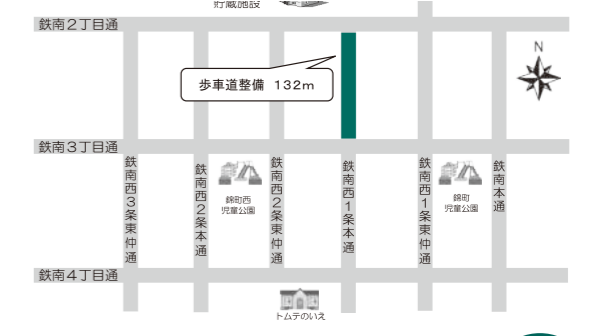 貯蔵施設
鉄南２丁目通
N
歩車道整備　132m
鉄南３丁目通
鉄南西３条東仲通
鉄南西２条本通
錦町西
児童公園
鉄南西２条東仲通
鉄南西１条本通
鉄南西１条東仲通
錦町
児童公園
鉄南本通
鉄南４丁目通
トムテのいえ